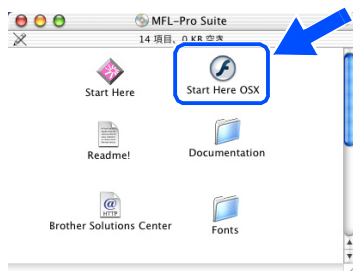 MFL-Pro Suite
14 項目、0 KB 空き
Start Here
Start Here OSX
Readme!
Documentation
@
HTTP
Brother Solutions Center
Fonts